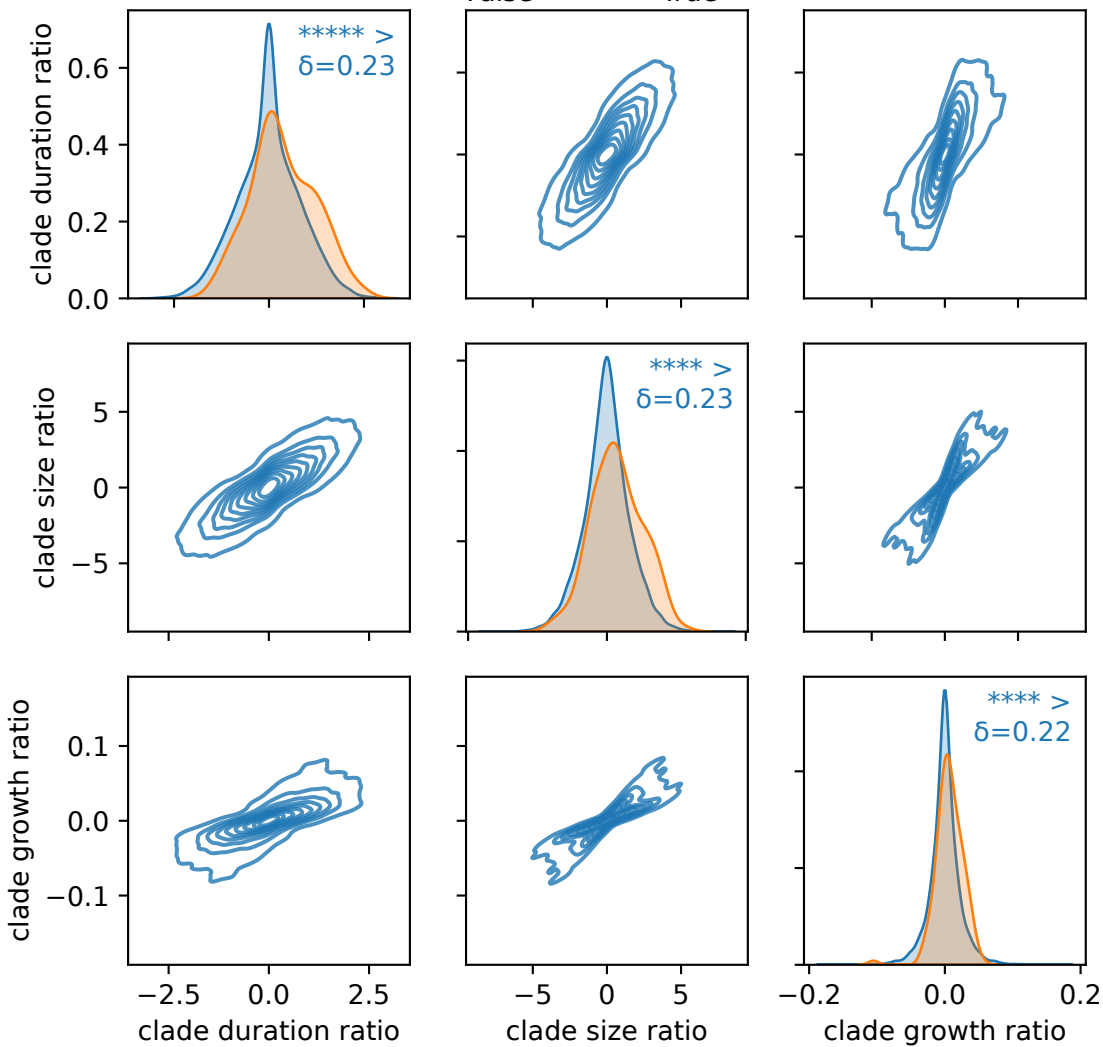 ***** >
δ=0.23
clade duration ratio
0.6
0.4
0.2
0.0
**** >
δ=0.23
clade size ratio
5
0
−5
**** >
δ=0.22
clade growth ratio
0.1
0.0
−0.1
−2.5 0.0 2.5
−5 0 5
−0.2 0.0 0.2
clade duration ratio
clade size ratio
clade growth ratio